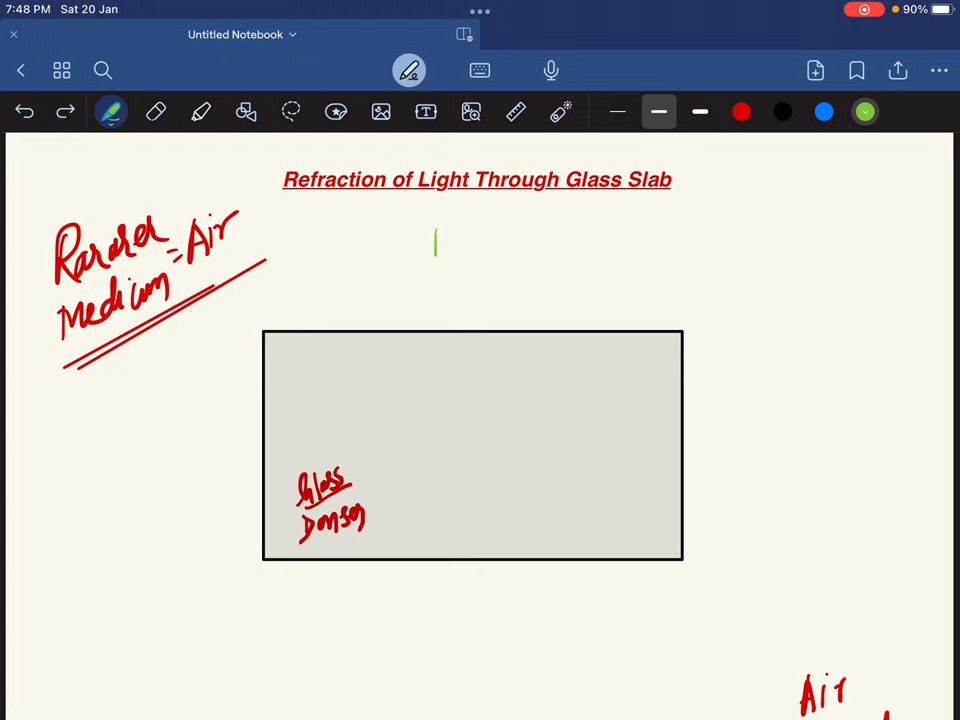 7:48 PM Sat 20 Jan
90%
Untitled Notebook
Refraction of Light Through Glass Slab
Rararer
Medium = Air
Glass
Denser
Air